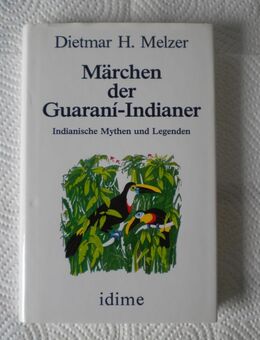 Dietmar H. Melzer
Märchen
der
Guaraní-Indianer
Indianische Mythen und Legenden
idime